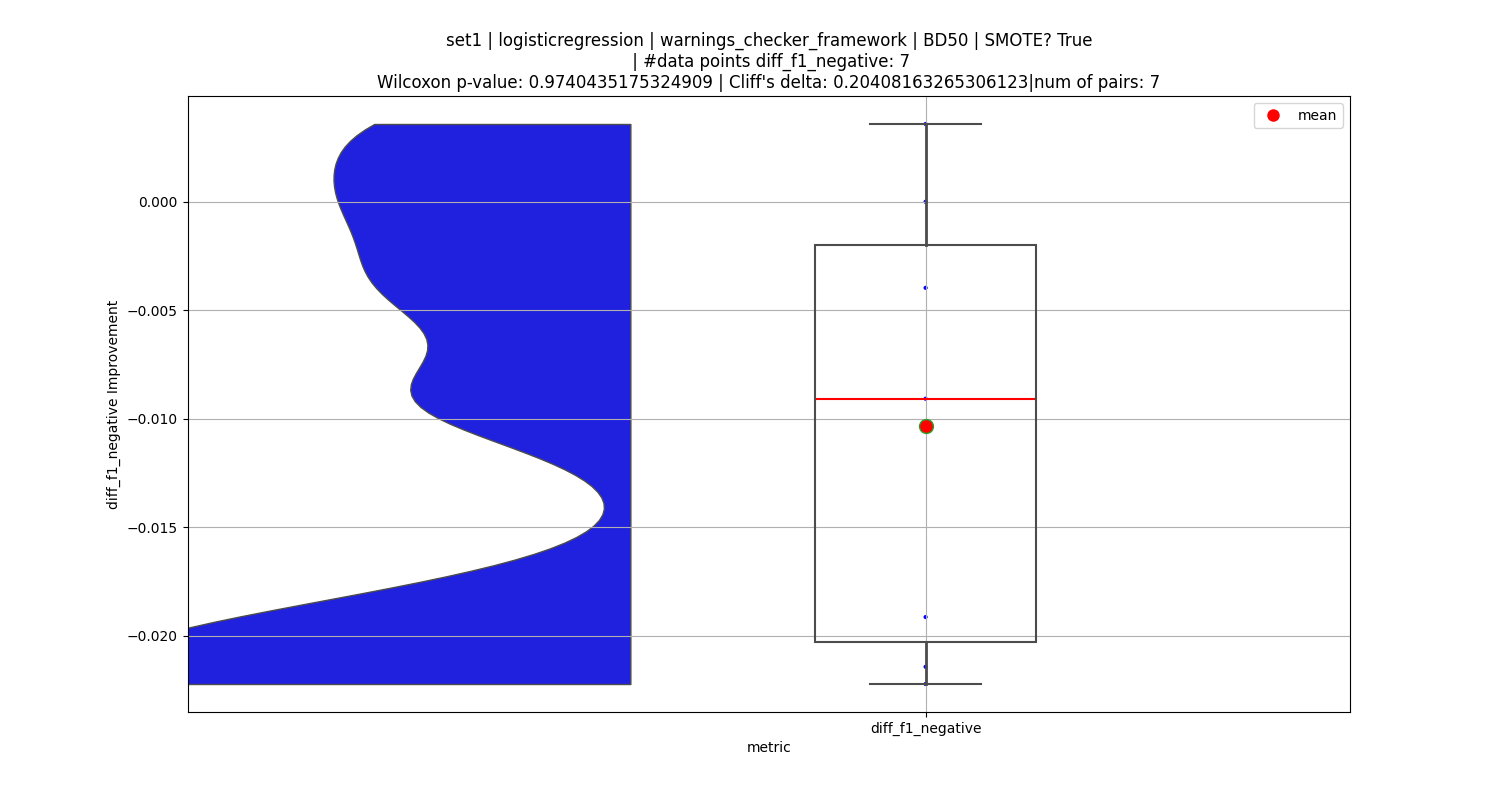 set1 | logisticregression | warnings_checker_framework | BD50 | SMOTE? True
| #data points diff_f1_negative: 7
Wilcoxon p-value: 0.9740435175324909 | Cliff's delta: 0.20408163265306123|num of pairs: 7
mean
0.000
−0.005
−0.010
−0.015
−0.020
diff_f1_negative Improvement
diff_f1_negative
metric